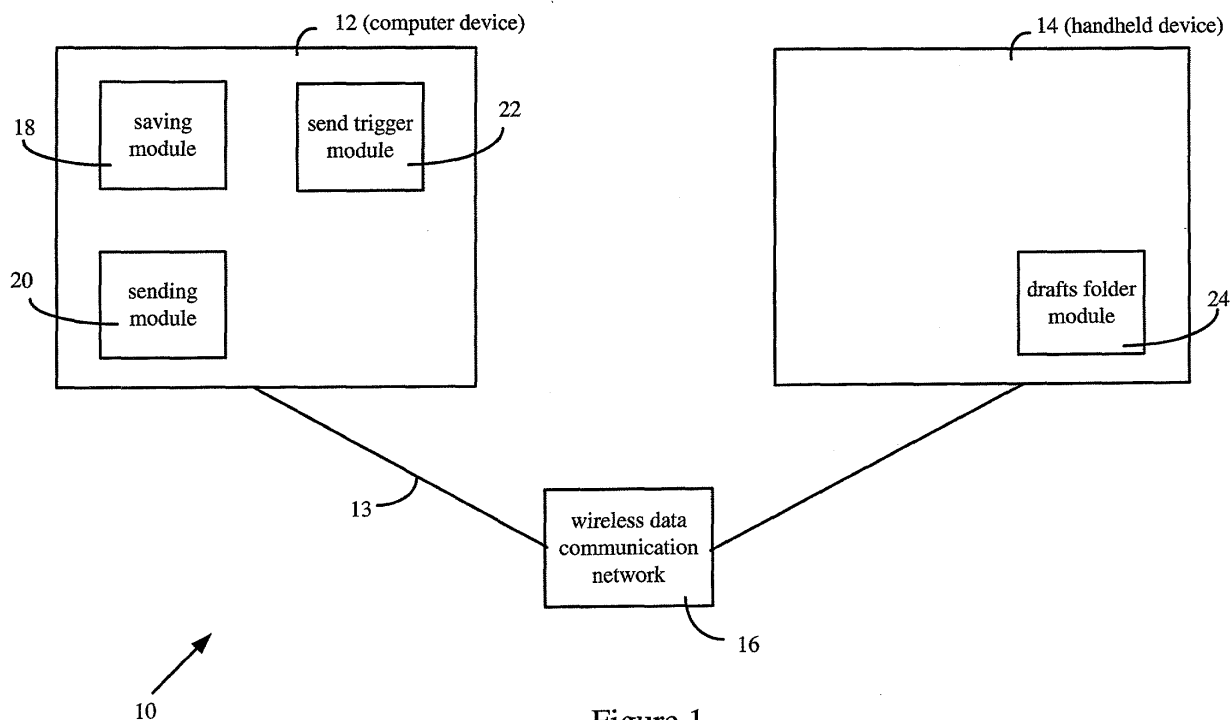 12 (computer device)
14 (handheld device)
18
saving
module
send trigger
module
22
20
sending
module
drafts folder
module
24
13
wireless data
communication
network
16
10
Figure 1